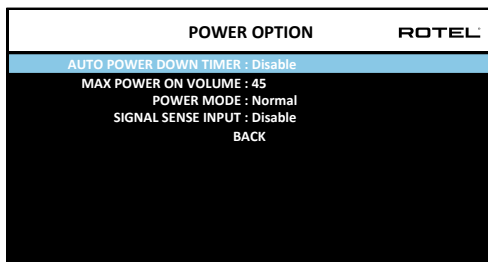 POWER OPTION ROTEL
AUTO POWER DOWN TIMER : Disable
MAX POWER ON VOLUME : 45
POWER MODE : Normal
SIGNAL SENSE INPUT : Disable
BACK